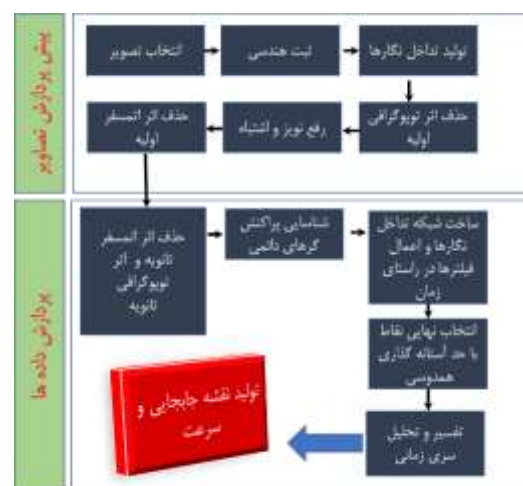 پیش پردازش تصاویر
انتخاب تصویر
ثبت هندسی
تولید تداخل نگارها
حذف اثر توپوگرافی
اولیه
رفع نویز و اشتباه
حذف اثر اتمسفر
اولیه
پردازش داده ها
حذف اثر اتمسفر
ثانویه و اثر
توپوگرافی
ثانویه
شناسایی پراکنش
گرهای دائمی
ساخت شبکه تداخل
نگارها و اعمال
فیلترها در راستای
زمان
انتخاب نهایی نقاط
با حد آستانه گذاری
همدوسی
تفسیر و تحلیل
سری زمانی
تولید نقشه جابجایی و
سرعت